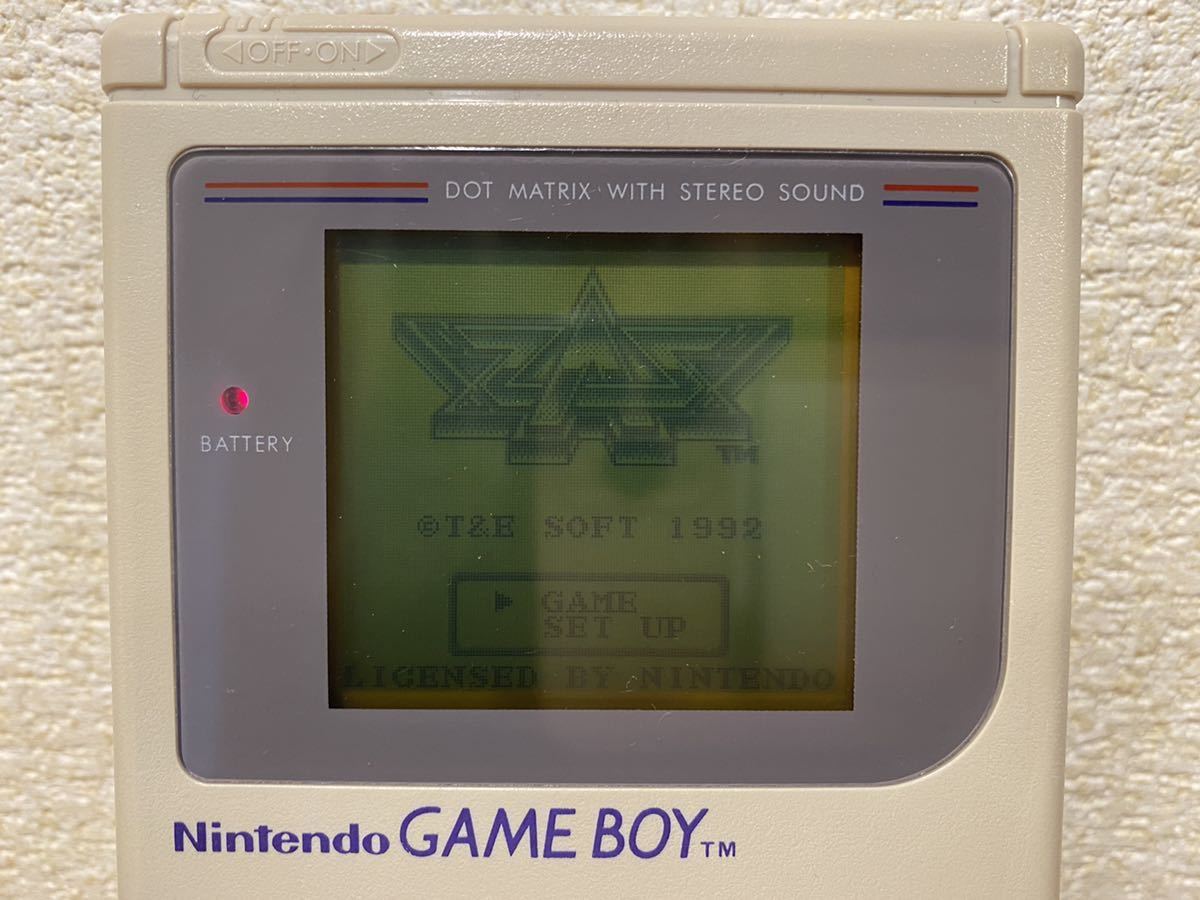 ◁OFF•ON▷
DOT MATRIX WITH STEREO SOUND
BATTERY
X
TM
©T&E SOFT 1992
▶ GAME
SET UP
LICENSED BY NINTENDO
Nintendo GAME BOY™